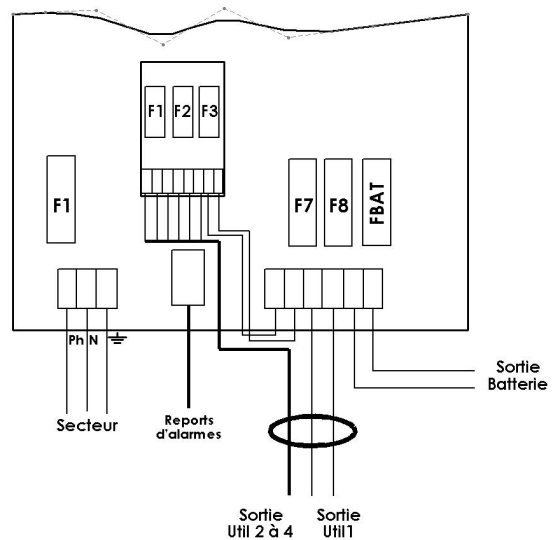 F1 F2 F3
F1
F7 F8 FBAT
Ph N
Secteur
Reports
d'alarmes
Sortie
Batterie
Sortie
Util 2 à 4
Sortie
Util1